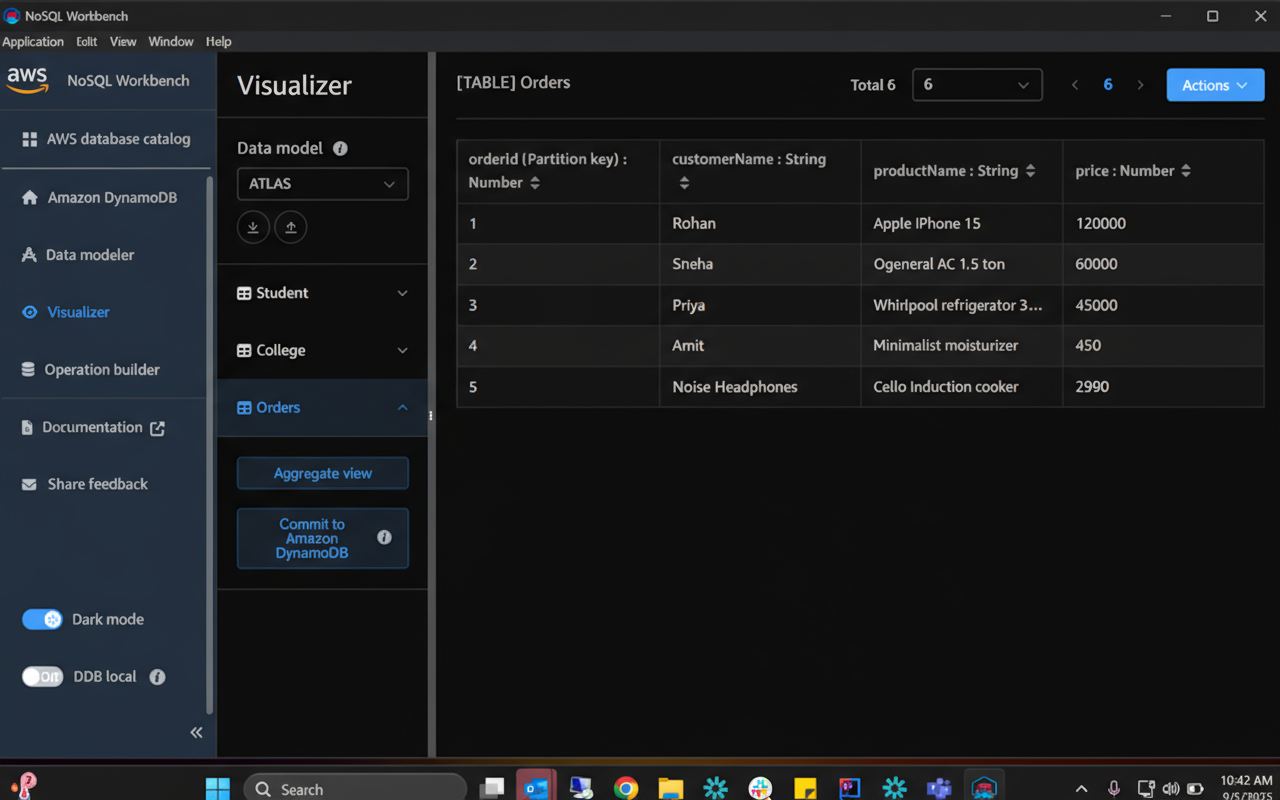 NoSQL Workbench
Application Eolit View Window Help
aws NoSQL Workbench
AWS database catalog
Amazon DynamoDB
Data modeler
Visualizer
Operation builder
Documentation
Share feedback
Dark mode
DDB local
Visualizer
Data model
ATLAS
Student
College
Orders
Aggregate view
Commit to
Amazon
DynamoDB
[TABLE] Orders
Total 6 6 6 Actions
orderId (Partition key) :
Number
customerName : String
productName : String
price : Number
1 Rohan Apple IPhone 15 120000
2 Sneha Ogeneral AC 1.5 ton 60000
3 Priya Whirlpool refrigerator 3... 45000
4 Amit Minimalist moisturizer 450
5 Noise Headphones Cello Induction cooker 2990
7
Search
10:42 AM